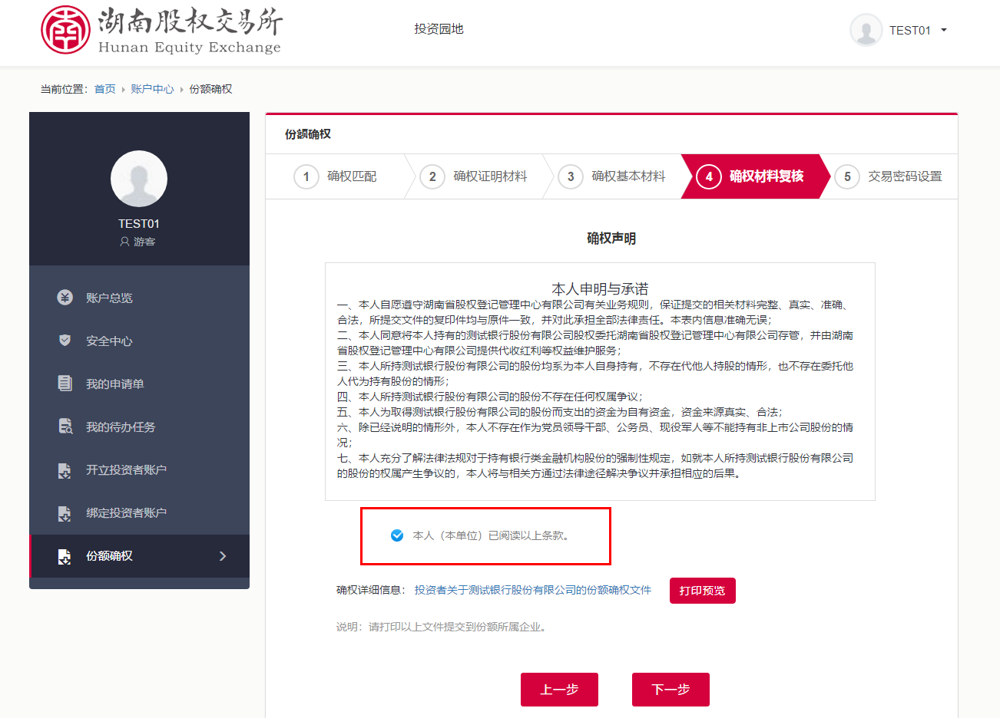 湖南股权交易所
Hunan Equity Exchange
投资园地
TEST01
当前位置：首页 账户中心 份额确权
TEST01
游客
账户总览
安全中心
我的申请单
我的待办任务
开立投资者账户
绑定投资者账户
份额确权
份额确权
1 确权匹配
2 确权证明材料
3 确权基本材料
4 确权材料复核
5 交易密码设置
确权声明
本人申明与承诺
一、本人自愿遵守湖南省股权登记管理中心有限公司有关业务规则，保证提交的相关材料完整、真实、准确、
合法，所提交文件的复印件均与原件一致，并对此承担全部法律责任。本表内信息准确无误；
二、本人同意将本人持有的测试银行股份有限公司股权委托湖南省股权登记管理中心有限公司存管，并由湖南
省股权登记管理中心有限公司提供代收红利等权益维护服务；
三、本人所持测试银行股份有限公司的股份均系为本人自身持有，不存在代他人持股的情形，也不存在委托他
人代为持有股份的情形；
四、本人所持测试银行股份有限公司的股份不存在任何权属争议；
五、本人为取得测试银行股份有限公司的股份而支出的资金为自有资金，资金来源真实、合法；
六、除已经说明的情形外，本人不存在作为党员领导干部、公务员、现役军人等不能持有非上市公司股份的情
况；
七、本人充分了解法律法规对于持有银行类金融机构股份的强制性规定，如就本人所持测试银行股份有限公司
的股份的权属产生争议的，本人将与相关方通过法律途径解决争议并承担相应的后果。
本人（本单位）已阅读以上条款。
确权详细信息： 投资者关于测试银行股份有限公司的份额确权文件 打印预览
说明：请打印以上文件提交到份额所属企业。
上一步 下一步